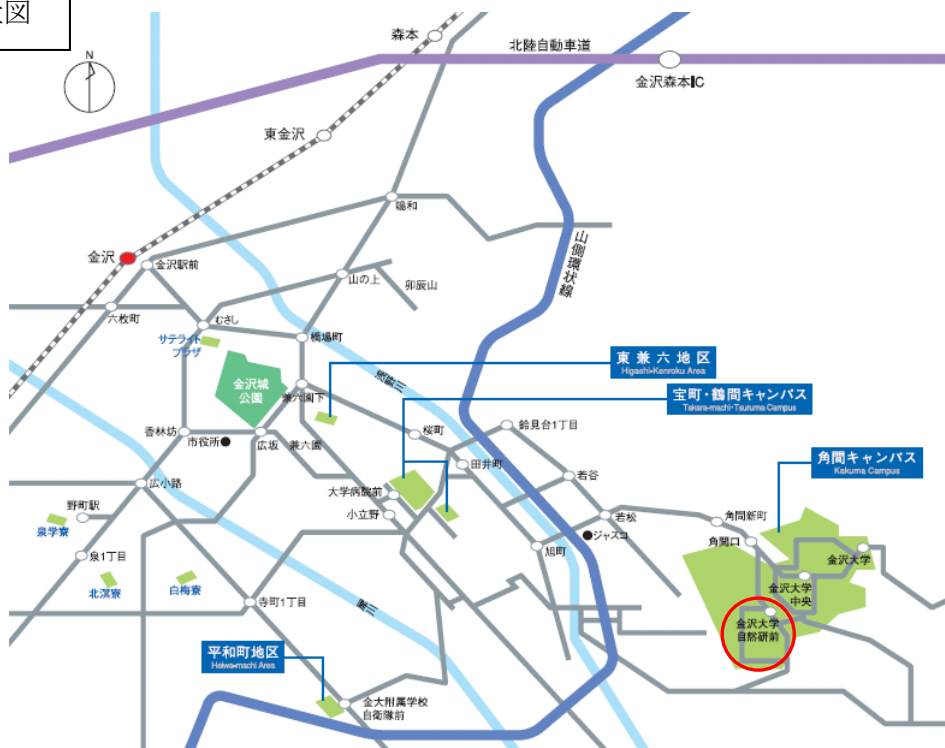 図
N
森本
北陸自動車道
金沢森本IC
東金沢
鳴和
金沢
金沢駅前
山側環状線
山の上
卯辰山
六枚町
むさし
サテライト
プラザ
橋場町
金沢城
公園
兼六園下
東兼六地区
Higashi-Kenroku Area
浅野川
宝町・鶴間キャンパス
Takara-machi·Tsuruma Campus
香林坊
市役所
広坂
兼六園
桜町
鈴見台1丁目
田井町
角間キャンパス
Kakuma Campus
広小路
大学病院前
若谷
野町駅
小立野
若松
角間新町
泉学寮
ジャスコ
角間口
泉1丁目
旭町
金沢大学
北溟寮
白梅寮
金沢大学
中央
寺町1丁目
犀川
金沢大学
自然研前
平和町地区
Heiwa-machi Area
金大附属学校
自衛隊前